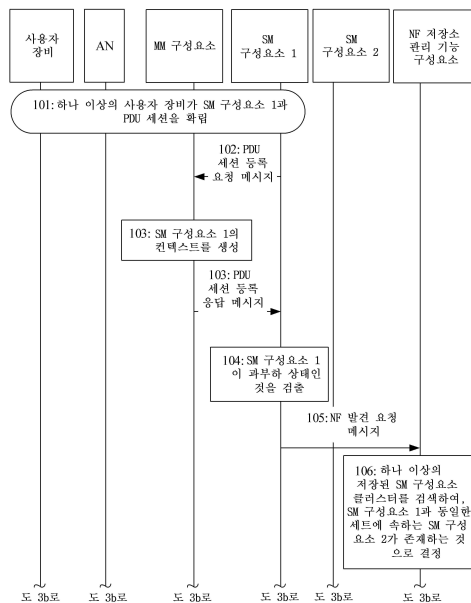 사용자
장비
AN
MM 구성요소
SM
구성요소 1
SM
구성요소 2
NF 저장소
관리 기능
구성요소
101:하나 이상의 사용자 장비가 SM 구성요소 1과
PDU 세션을 확립
102:PDU
세션 등록
요청 메시지
103: SM 구성요소 1의
컨텍스트를 생성
103:PDU
세션 등록
응답 메시지
104:SM 구성요소 1
이 과부하 상태인
것을 검출
105:NF 발견 요청
메시지
106:하나 이상의
저장된 SM 구성요소
클러스터를 검색하여,
SM 구성요소 1과 동일한
세트에 속하는 SM 구성
요소 2가 존재하는 것
으로 결정
도 3b로
도 3b로
도 3b로
도 3b로
도 3b로
도 3b로